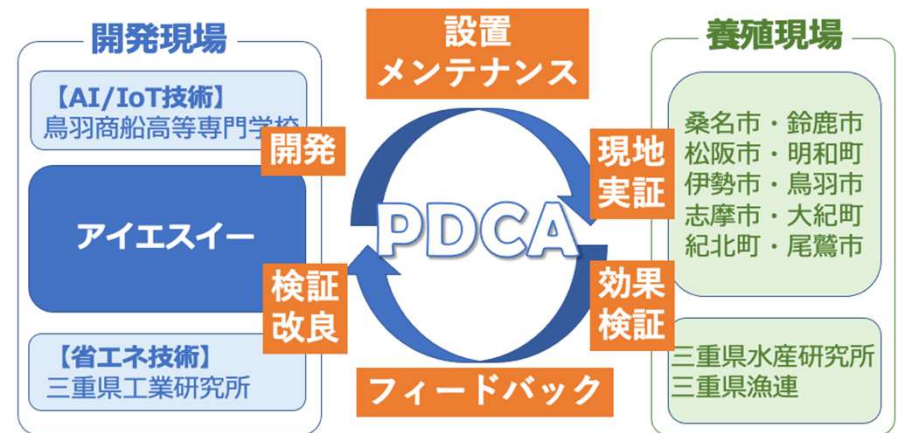 開発現場
【AI/IoT技術】
鳥羽商船高等専門学校
アイエスイー
【省エネ技術】
三重県工業研究所
設置
メンテナンス
開発
現地
実証
PDCA
検証
改良
効果
検証
フィードバック
養殖現場
桑名市・鈴鹿市
松阪市・明和町
伊勢市・鳥羽市
志摩市・大紀町
紀北町・尾鷲市
三重県水産研究所
三重県漁連